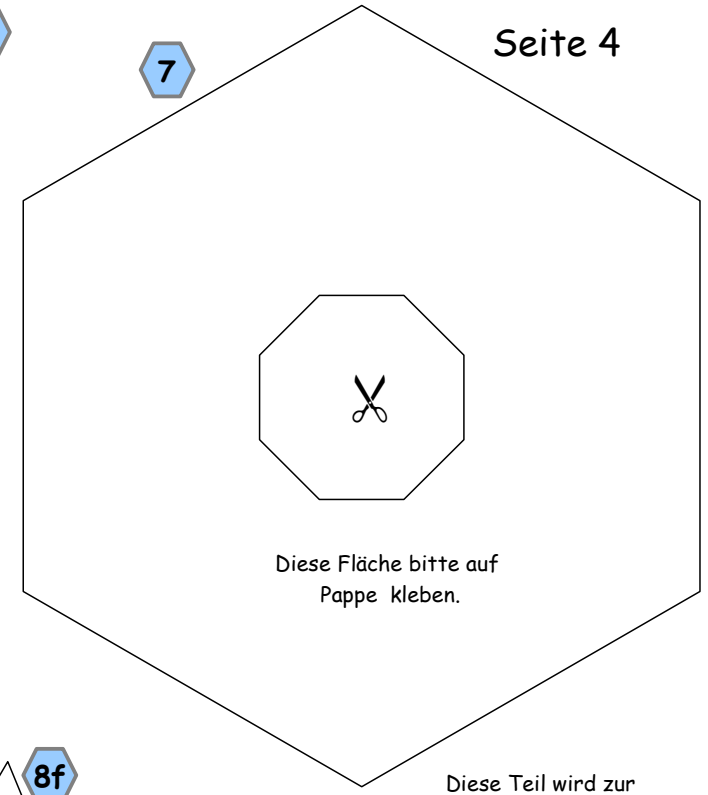 Seite 4
7
Diese Fläche bitte auf
Pappe kleben.
8f
Diese Teil wird zur